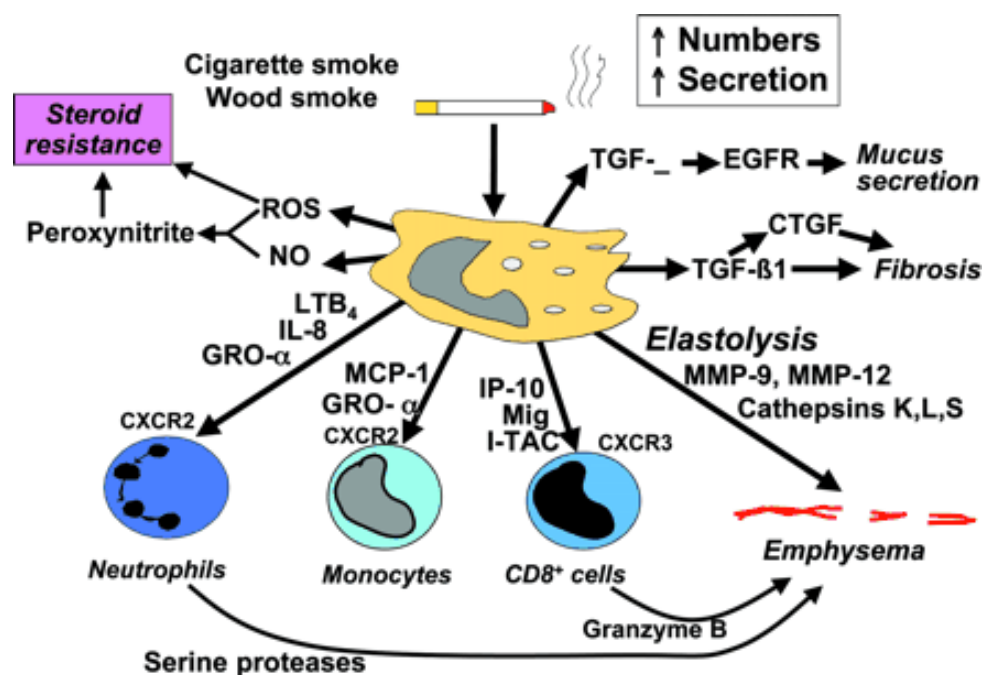 Cigarette smoke
Wood smoke
↑ Numbers
↑ Secretion
Steroid
resistance
Peroxynitrite
ROS
NO
TGF-_
EGFR
Mucus
secretion
CTGF
TGF-ß1
Fibrosis
LTB4
IL-8
GRO-α
CXCR2
MCP-1
GRO- α
CXCR2
IP-10
Mig
I-TAC
CXCR3
Elastolysis
MMP-9, MMP-12
Cathepsins K,L,S
Neutrophils
Monocytes
CD8+ cells
Emphysema
Granzyme B
Serine proteases